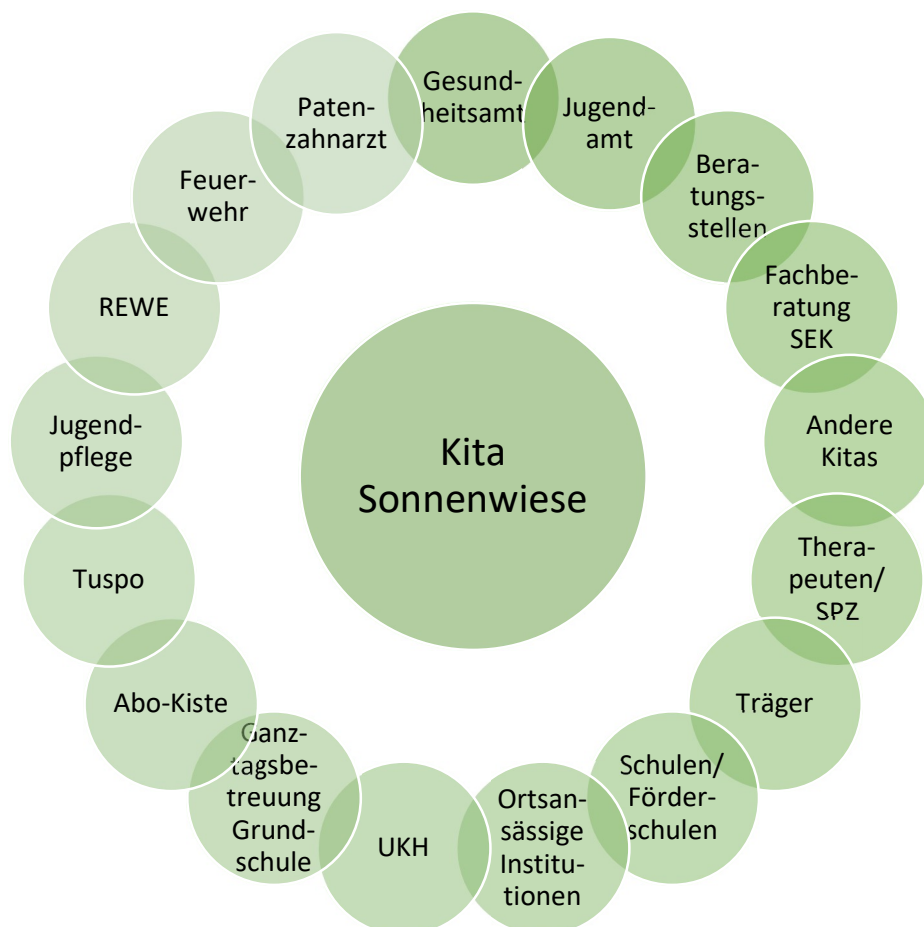 Gesund-
heitsamt
Jugend-
amt
Bera-
tungs-
stellen
Fachbe-
ratung
SEK
Andere
Kitas
Thera-
peuten/
SPZ
Träger
Schulen/
Förder-
schulen
Ortsan-
sässige
Institu-
tionen
UKH
Ganz-
tagsbe-
treuung
Grund-
schule
Abo-Kiste
Tuspo
Jugend-
pflege
REWE
Feuer-
wehr
Paten-
zahnarzt
Kita
Sonnenwiese